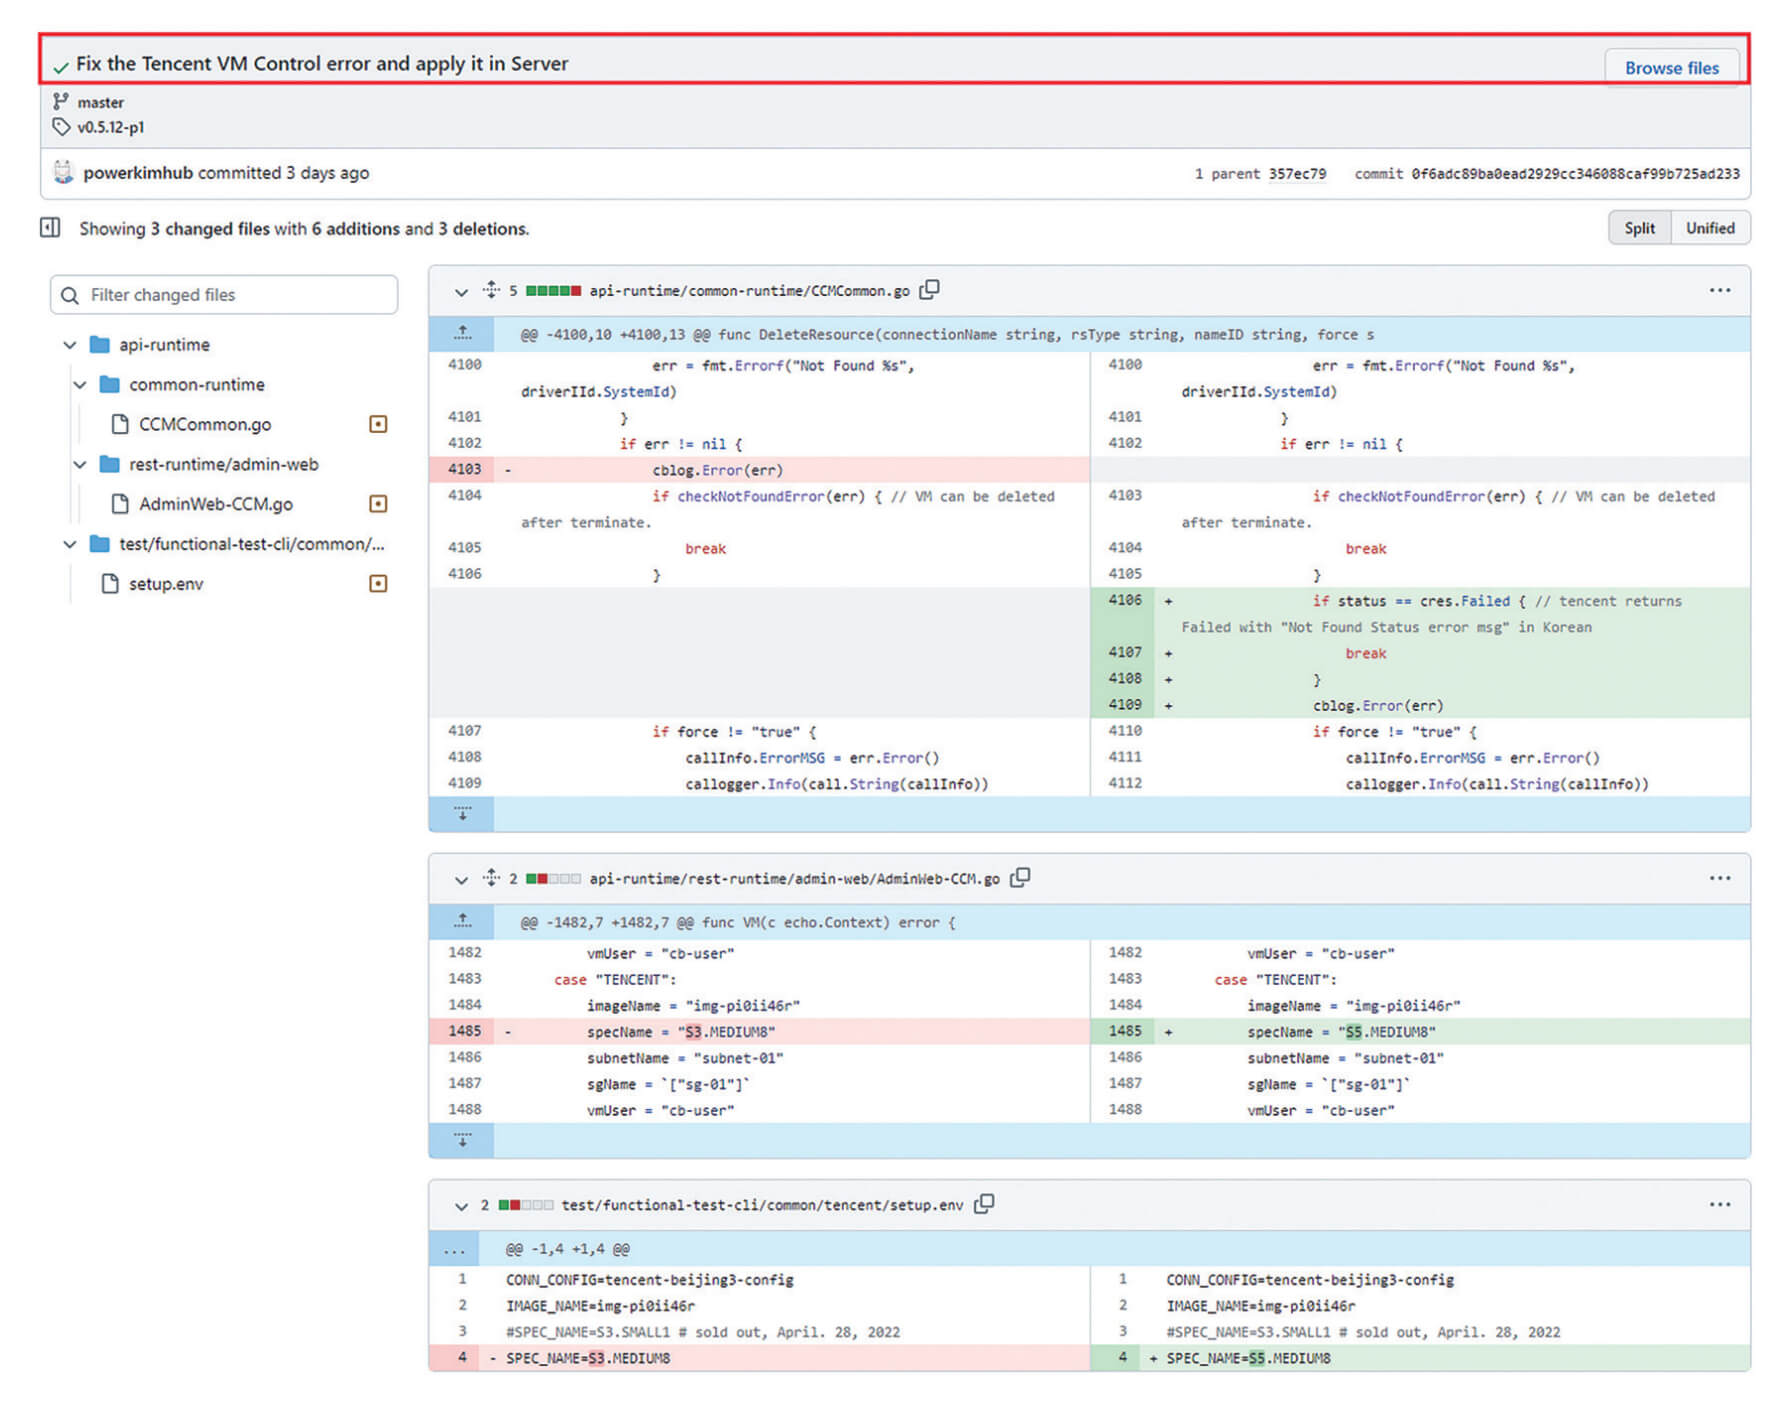 Fix the Tencent VM Control error and apply it in Server
Browse files
master
v0.5.12-p1
powerkimhub committed 3 days ago
1 parent 357ec79 commit 0f6adc89ba0ead2929cc346088caf99b725ad233
Showing 3 changed files with 6 additions and 3 deletions.
Split Unified
Filter changed files
api-runtime
common-runtime
CCMCommon.go
rest-runtime/admin-web
AdminWeb-CCM.go
test/functional-test-cli/common/...
setup.env
5 api-runtime/common-runtime/CCMCommon.go
@@ -4100,10 +4100,13 @@ func DeleteResource(connectionName string, rsType string, nameID string, force s
4100 err = fmt.Errorf("Not Found %s",
driverIId.SystemId)
4101 }
4102 if err != nil {
4103 - cblog.Error(err)
4104 if checkNotFoundError(err) { // VM can be deleted
after terminate.
4105 break
4106 }
4107 if force != "true" {
4108 callInfo.ErrorMSG = err.Error()
4109 callogger.Info(call.String(callInfo))
4100 err = fmt.Errorf("Not Found %s",
driverIId.SystemId)
4101 }
4102 if err != nil {
4103 if checkNotFoundError(err) { // VM can be deleted
after terminate.
4104 break
4105 }
4106 + if status == cres.Failed { // tencent returns
Failed with "Not Found Status error msg" in Korean
4107 + break
4108 + }
4109 + cblog.Error(err)
4110 if force != "true" {
4111 callInfo.ErrorMSG = err.Error()
4112 callogger.Info(call.String(callInfo))
2 api-runtime/rest-runtime/admin-web/AdminWeb-CCM.go
@@ -1482,7 +1482,7 @@ func VM(c echo.Context) error {
1482 vmUser = "cb-user"
1483 case "TENCENT":
1484 imageName = "img-pi0ii46r"
1485 - specName = "S3.MEDIUM8"
1486 subnetName = "subnet-01"
1487 sgName = `["sg-01"]`
1488 vmUser = "cb-user"
1482 vmUser = "cb-user"
1483 case "TENCENT":
1484 imageName = "img-pi0ii46r"
1485 + specName = "S5.MEDIUM8"
1486 subnetName = "subnet-01"
1487 sgName = `["sg-01"]`
1488 vmUser = "cb-user"
2 test/functional-test-cli/common/tencent/setup.env
@@ -1,4 +1,4 @@
1 CONN_CONFIG=tencent-beijing3-config
2 IMAGE_NAME=img-pi0ii46r
3 #SPEC_NAME=S3.SMALL1 # sold out, April. 28, 2022
4 - SPEC_NAME=S3.MEDIUM8
1 CONN_CONFIG=tencent-beijing3-config
2 IMAGE_NAME=img-pi0ii46r
3 #SPEC_NAME=S3.SMALL1 # sold out, April. 28, 2022
4 + SPEC_NAME=S5.MEDIUM8